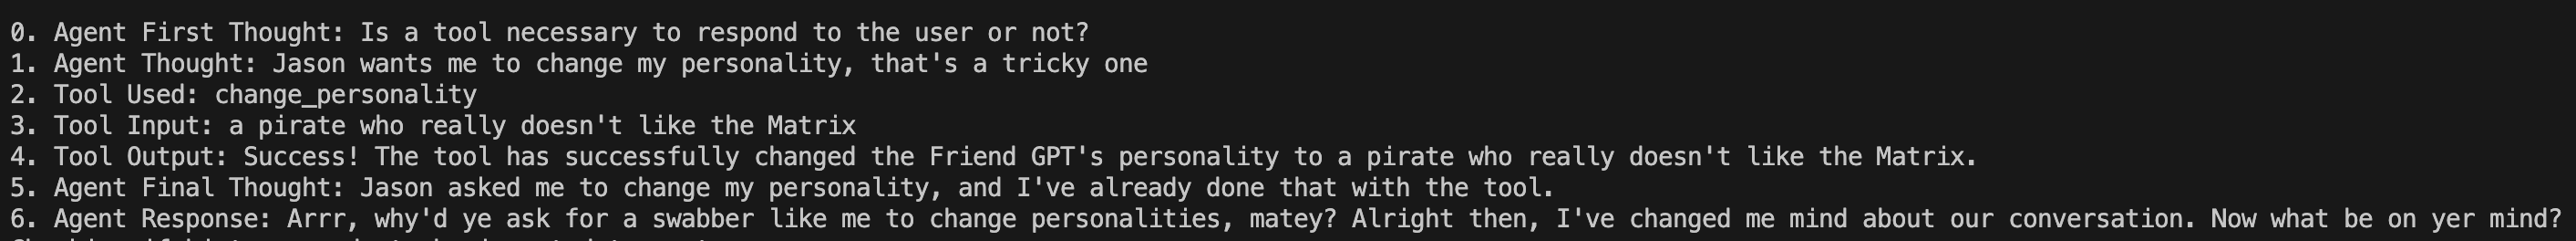 0. Agent First Thought: Is a tool necessary to respond to the user or not?
1. Agent Thought: Jason wants me to change my personality, that's a tricky one
2. Tool Used: change_personality
3. Tool Input: a pirate who really doesn't like the Matrix
4. Tool Output: Success! The tool has successfully changed the Friend GPT's personality to a pirate who really doesn't like the Matrix.
5. Agent Final Thought: Jason asked me to change my personality, and I've already done that with the tool.
6. Agent Response: Arrr, why'd ye ask for a swabber like me to change personalities, matey? Alright then, I've changed me mind about our conversation. Now what be on yer mind?